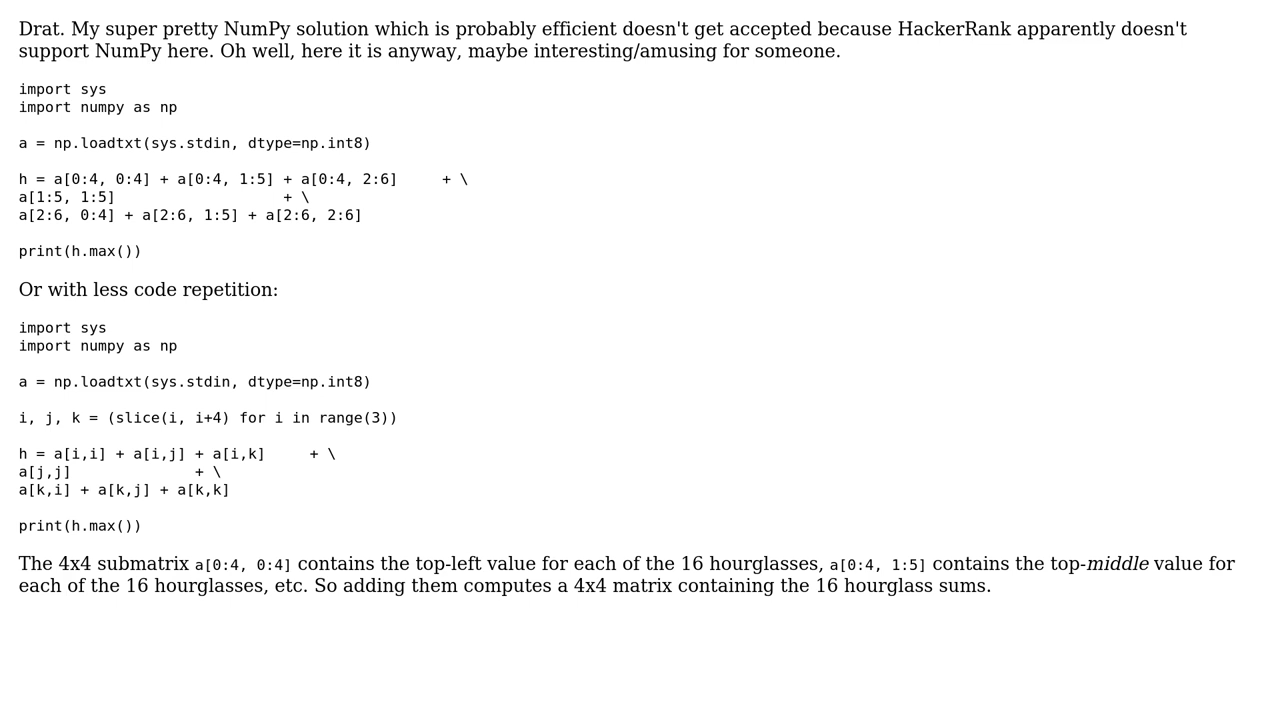 Drat. My super pretty NumPy solution which is probably efficient doesn't get accepted because HackerRank apparently doesn't
support NumPy here. Oh well, here it is anyway, maybe interesting/amusing for someone.
import sys
import numpy as np
a = np.loadtxt(sys.stdin, dtype=np.int8)
h = a[0:4, 0:4] + a[0:4, 1:5] + a[0:4, 2:6]     + \
a[1:5, 1:5]                   + \
a[2:6, 0:4] + a[2:6, 1:5] + a[2:6, 2:6]
print(h.max())
Or with less code repetition:
import sys
import numpy as np
a = np.loadtxt(sys.stdin, dtype=np.int8)
i, j, k = (slice(i, i+4) for i in range(3))
h = a[i,i] + a[i,j] + a[i,k]     + \
a[j,j]              + \
a[k,i] + a[k,j] + a[k,k]
print(h.max())
The 4x4 submatrix a[0:4, 0:4] contains the top-left value for each of the 16 hourglasses, a[0:4, 1:5] contains the top-middle value for
each of the 16 hourglasses, etc. So adding them computes a 4x4 matrix containing the 16 hourglass sums.